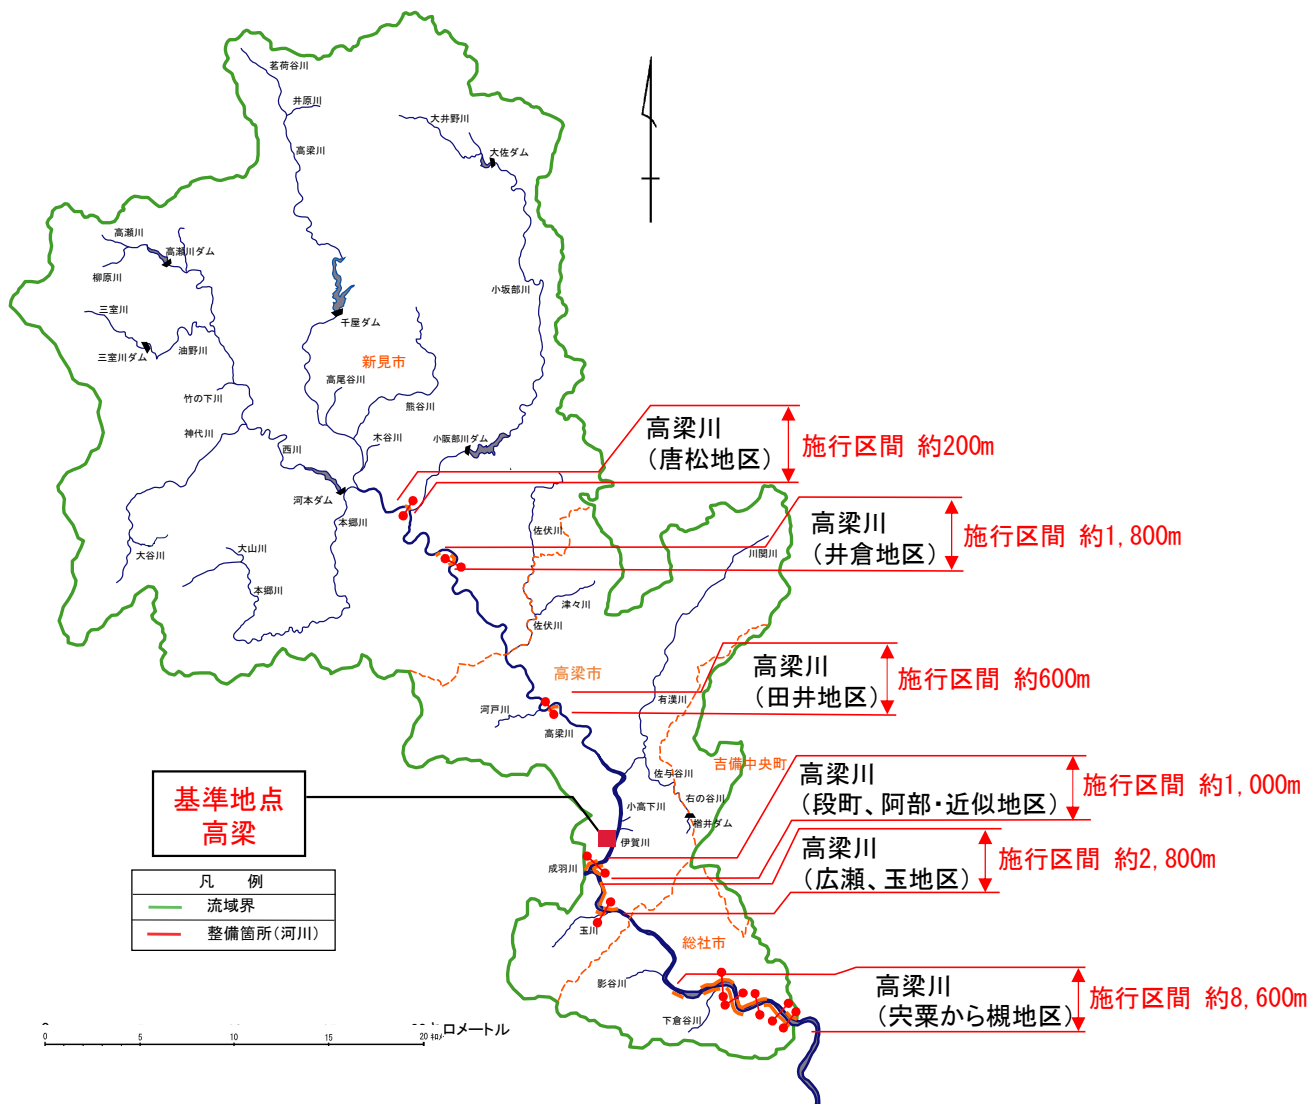 茗荷谷川
井原川
大井野川
高梁川
大佐ダム
高瀬川
高瀬川ダム
柳原川
小坂部川
三室川
千屋ダム
油野川
三室川ダム
新見市
高尾谷川
竹の下川
熊谷川
神代川
木谷川
小阪部川ダム
西川
河本ダム
本郷川
佐伏川
大谷川
大山川
川関川
本郷川
津々川
佐伏川
高梁市
有漢川
河戸川
高梁川
吉備中央町
佐与谷川
右の谷川
小高下川
楢井ダム
伊賀川
成羽川
玉川
総社市
影谷川
下倉谷川
高梁川
(唐松地区)
施行区間 約200m
高梁川
(井倉地区)
施行区間 約1,800m
高梁川
(田井地区)
施行区間 約600m
高梁川
(段町、阿部・近似地区)
施行区間 約1,000m
高梁川
(広瀬、玉地区)
施行区間 約2,800m
高梁川
(宍粟から槻地区)
施行区間 約8,600m
基準地点
高梁
凡 例
流域界
整備箇所(河川)
ロメートル
0 5 10 15 20